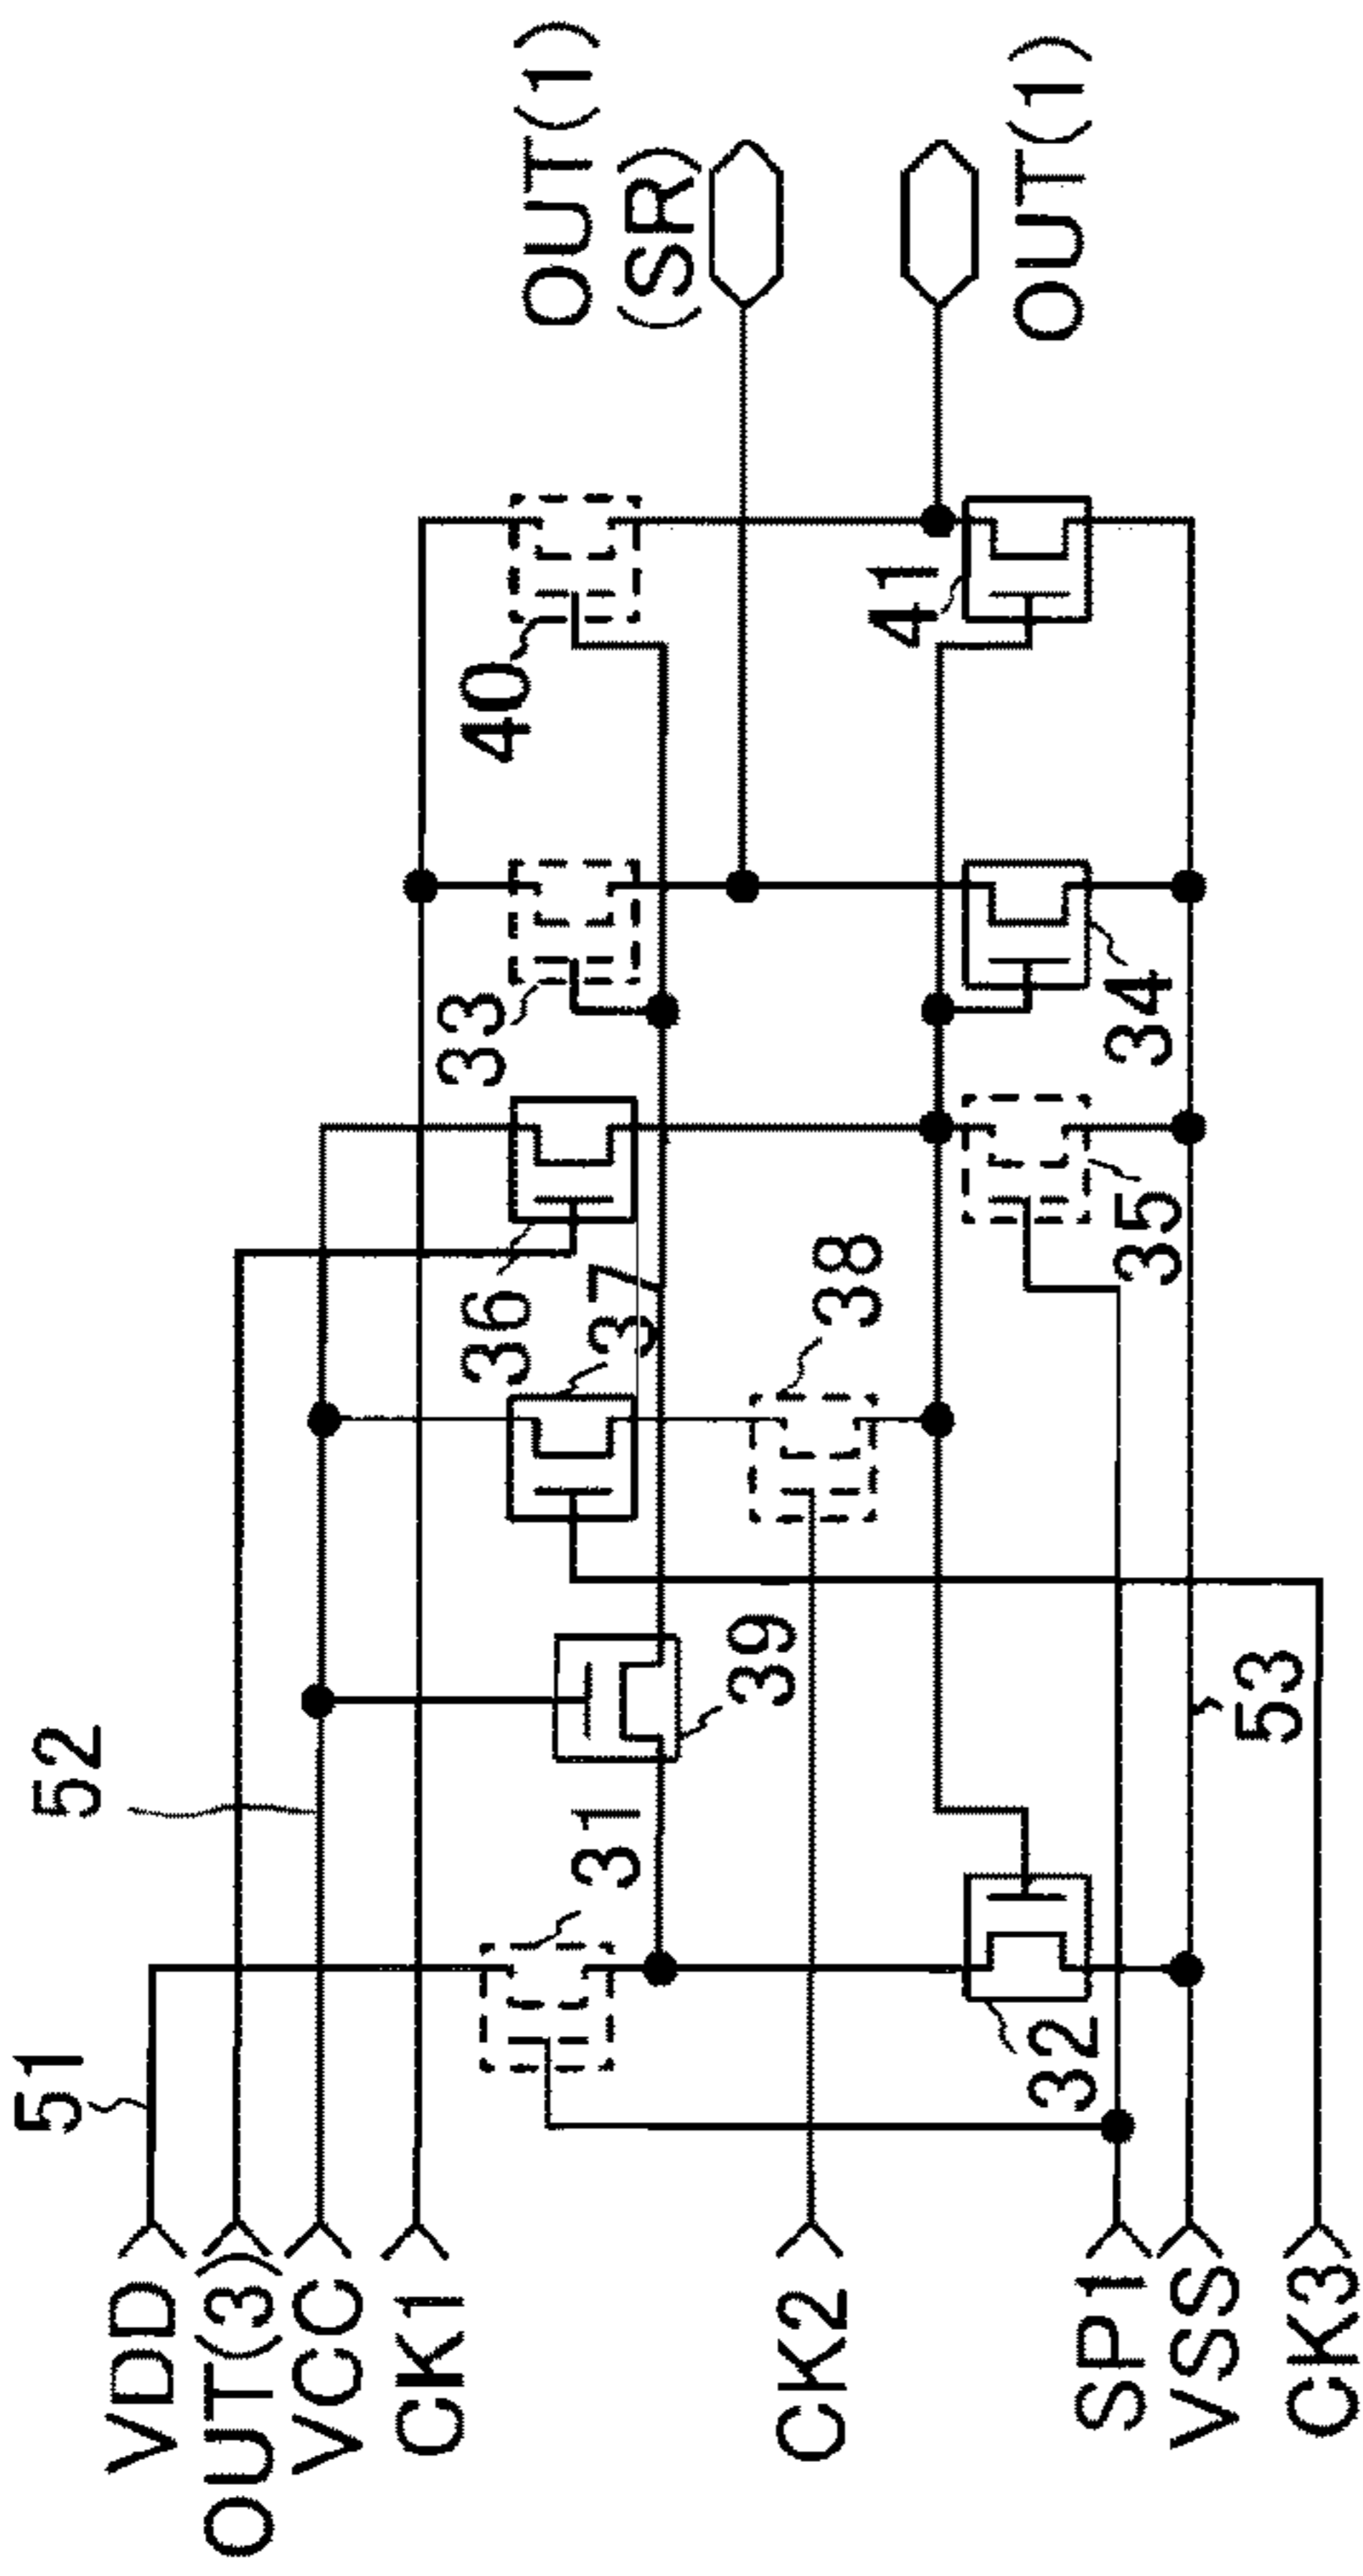 51
52
VDD
OUT(3)
VCC
CK1
CK2
SP1
VSS
CK3
31
32
39
53
37
38
36
35
33
34
40
41
OUT(1)
(SR)
OUT(1)